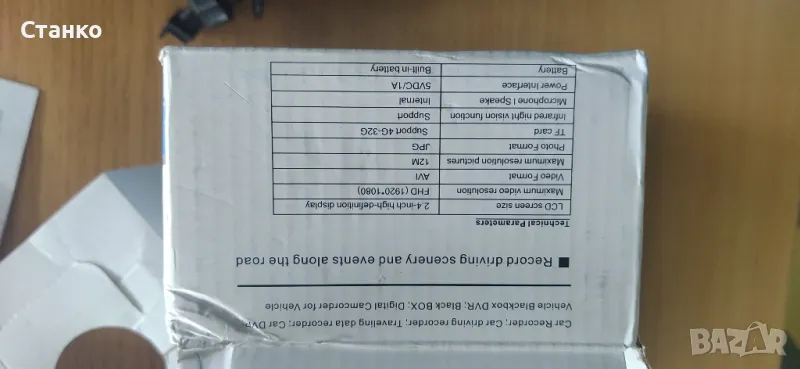 Станко
Car Recorder; Car driving recorder; Traveling data recorder; Car DVR;
Vehicle Blackbox DVR; Black BOX; Digital Camcorder for Vehicle
■ Record driving scenery and events along the road
Technical Parameters
LCD screen size 2.4-inch high-definition display
Maximum video resolution FHD (1920*1080)
Video Format AVI
Maximum resolution pictures 12M
Photo Format JPG
TF card Support 4G-32G
Infrared night vision function Support
Microphone | Speake Internal
Power Interface 5VDC/1A
Battery Built-in battery
BAZAR
bg